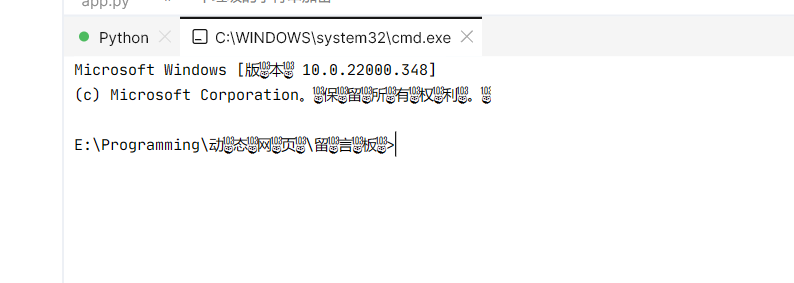 app.py
Python
C:\WINDOWS\system32\cmd.exe
Microsoft Windows [版本 10.0.22000.348]
(c) Microsoft Corporation。保留所有权利。
E:\Programming\动态网页\留言板>